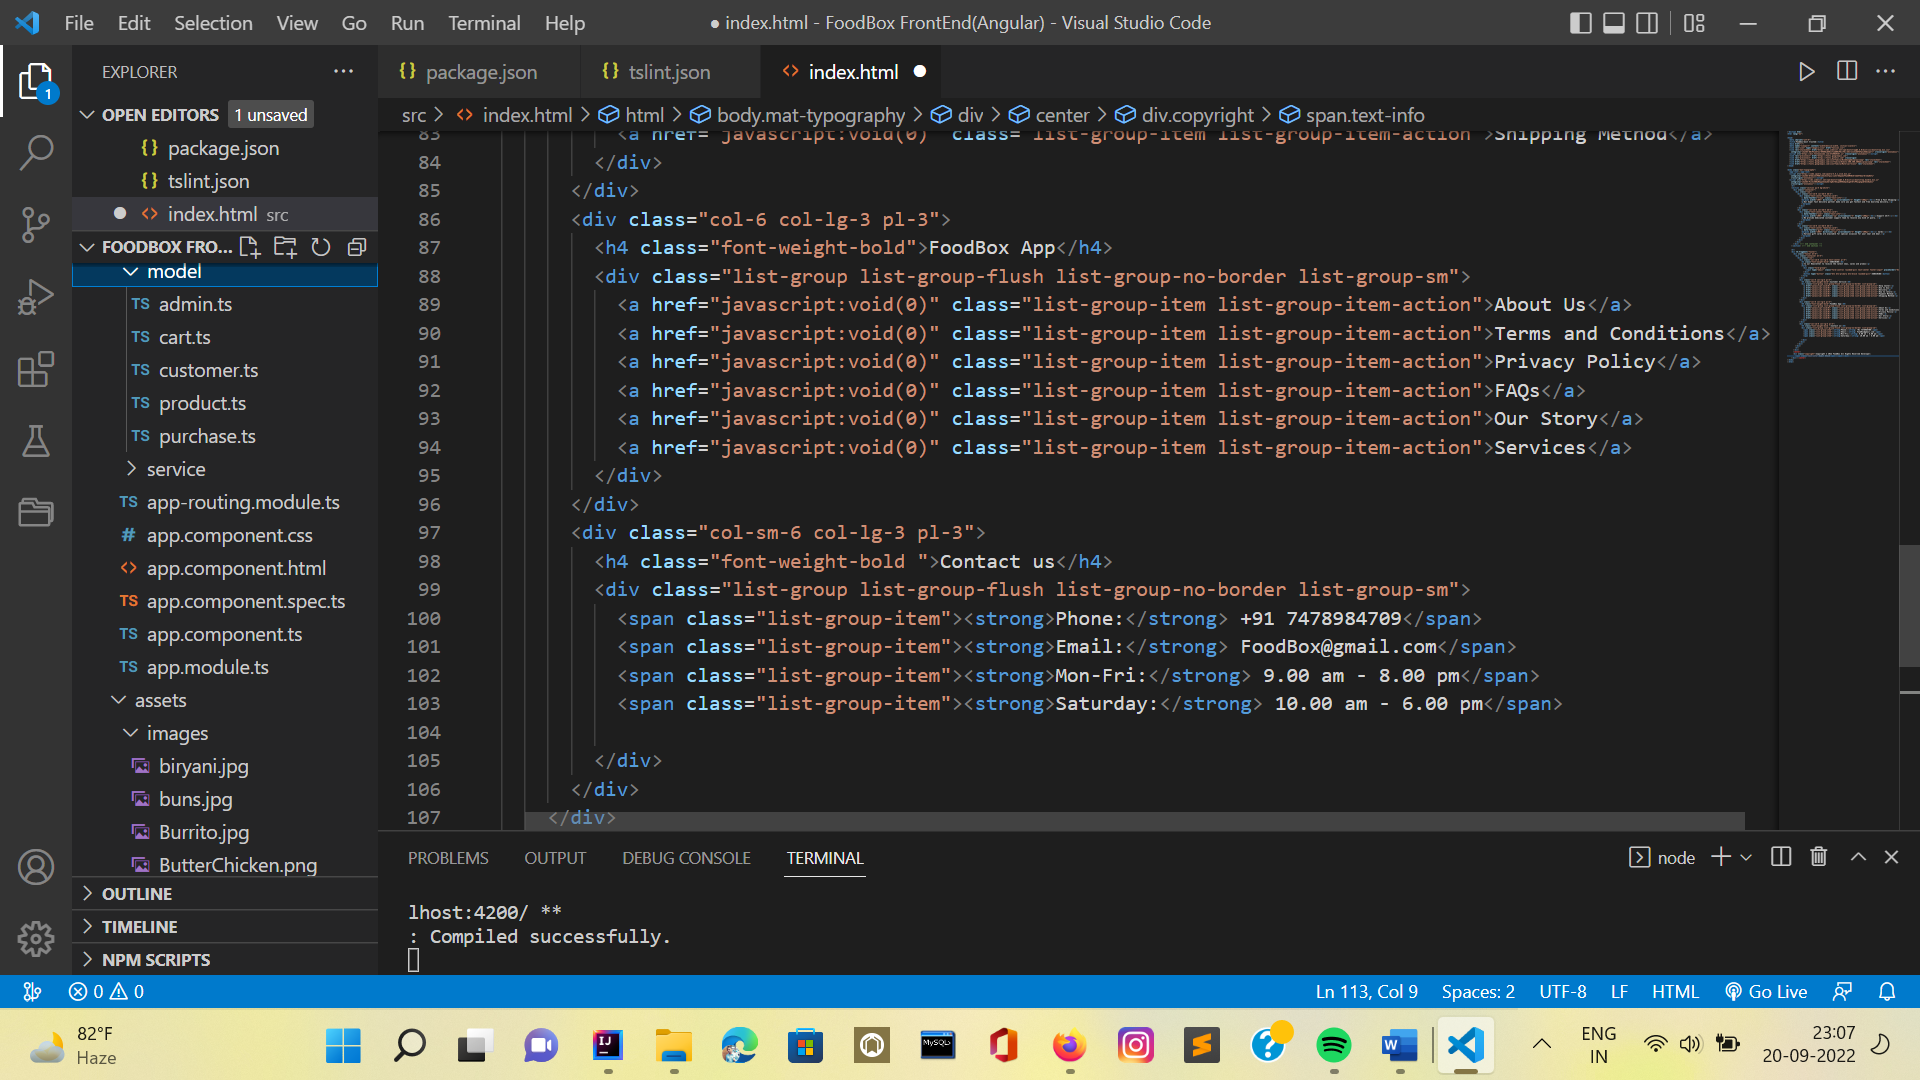 File Edit Selection View Go Run Terminal Help
● index.html - FoodBox FrontEnd(Angular) - Visual Studio Code
EXPLORER
{} package.json
{} tslint.json
<> index.html ●
src > <> index.html > html > body.mat-typography > div > center > div.copyright > span.text-info
OPEN EDITORS 1 unsaved
{} package.json
{} tslint.json
● <> index.html src
FOODBOX FRO...
model
TS admin.ts
TS cart.ts
TS customer.ts
TS product.ts
TS purchase.ts
service
TS app-routing.module.ts
# app.component.css
<> app.component.html
TS app.component.spec.ts
TS app.component.ts
TS app.module.ts
assets
images
biryani.jpg
buns.jpg
Burrito.jpg
ButterChicken.png
OUTLINE
TIMELINE
NPM SCRIPTS
1
83 <a href="javascript:void(0)" class="list-group-item list-group-item-action">Shipping Method</a>
84 </div>
85 </div>
86 <div class="col-6 col-lg-3 pl-3">
87 <h4 class="font-weight-bold">FoodBox App</h4>
88 <div class="list-group list-group-flush list-group-no-border list-group-sm">
89 <a href="javascript:void(0)" class="list-group-item list-group-item-action">About Us</a>
90 <a href="javascript:void(0)" class="list-group-item list-group-item-action">Terms and Conditions</a>
91 <a href="javascript:void(0)" class="list-group-item list-group-item-action">Privacy Policy</a>
92 <a href="javascript:void(0)" class="list-group-item list-group-item-action">FAQs</a>
93 <a href="javascript:void(0)" class="list-group-item list-group-item-action">Our Story</a>
94 <a href="javascript:void(0)" class="list-group-item list-group-item-action">Services</a>
95 </div>
96 </div>
97 <div class="col-sm-6 col-lg-3 pl-3">
98 <h4 class="font-weight-bold ">Contact us</h4>
99 <div class="list-group list-group-flush list-group-no-border list-group-sm">
100 <span class="list-group-item"><strong>Phone:</strong> +91 7478984709</span>
101 <span class="list-group-item"><strong>Email:</strong> FoodBox@gmail.com</span>
102 <span class="list-group-item"><strong>Mon-Fri:</strong> 9.00 am - 8.00 pm</span>
103 <span class="list-group-item"><strong>Saturday:</strong> 10.00 am - 6.00 pm</span>
104
105 </div>
106 </div>
107 </div>
PROBLEMS OUTPUT DEBUG CONSOLE TERMINAL
node
lhost:4200/ **
: Compiled successfully.
0 0
Ln 113, Col 9 Spaces: 2 UTF-8 LF HTML Go Live
82°F
Haze
IJ
MySQL
S
?
W
ENG
IN
23:07
20-09-2022